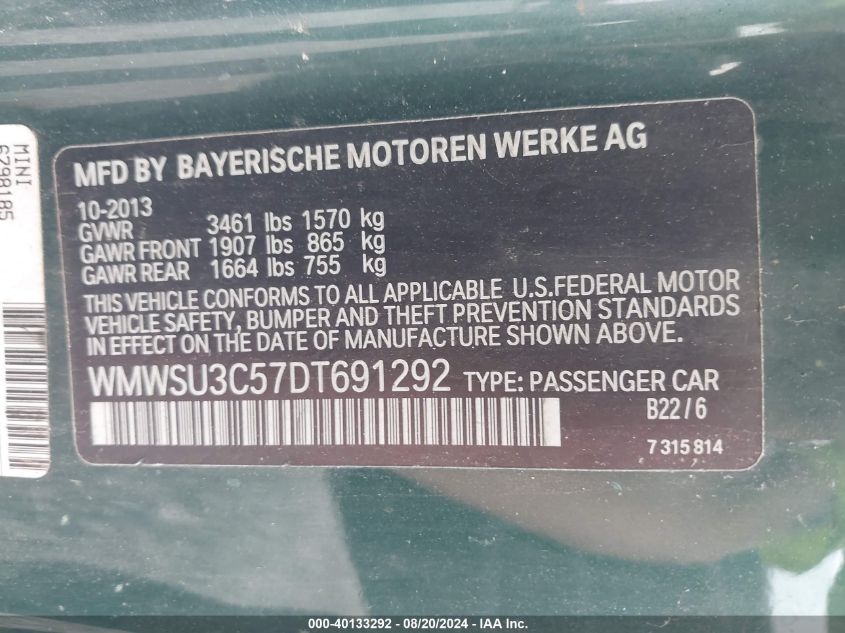 MINI
6798185
MFD BY BAYERISCHE MOTOREN WERKE AG
10-2013
GVWR 3461 lbs 1570 kg
GAWR FRONT 1907 lbs 865 kg
GAWR REAR 1664 lbs 755 kg
THIS VEHICLE CONFORMS TO ALL APPLICABLE U.S.FEDERAL MOTOR
VEHICLE SAFETY, BUMPER AND THEFT PREVENTION STANDARDS
IN EFFECT ON THE DATE OF MANUFACTURE SHOWN ABOVE.
WMWSU3C57DT691292 TYPE: PASSENGER CAR
B22/6
7 315 814
000-40133292 - 08/20/2024 - IAA Inc.